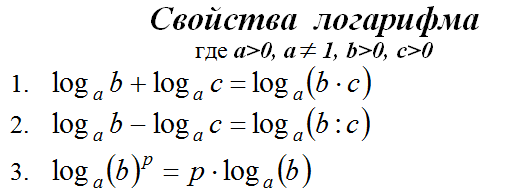 Свойства логарифма
где a>0, a ≠ 1, b>0, c>0
1. log_a b + log_a c = log_a(b · c)
2. log_a b − log_a c = log_a(b : c)
3. log_a(b)^p = p · log_a(b)